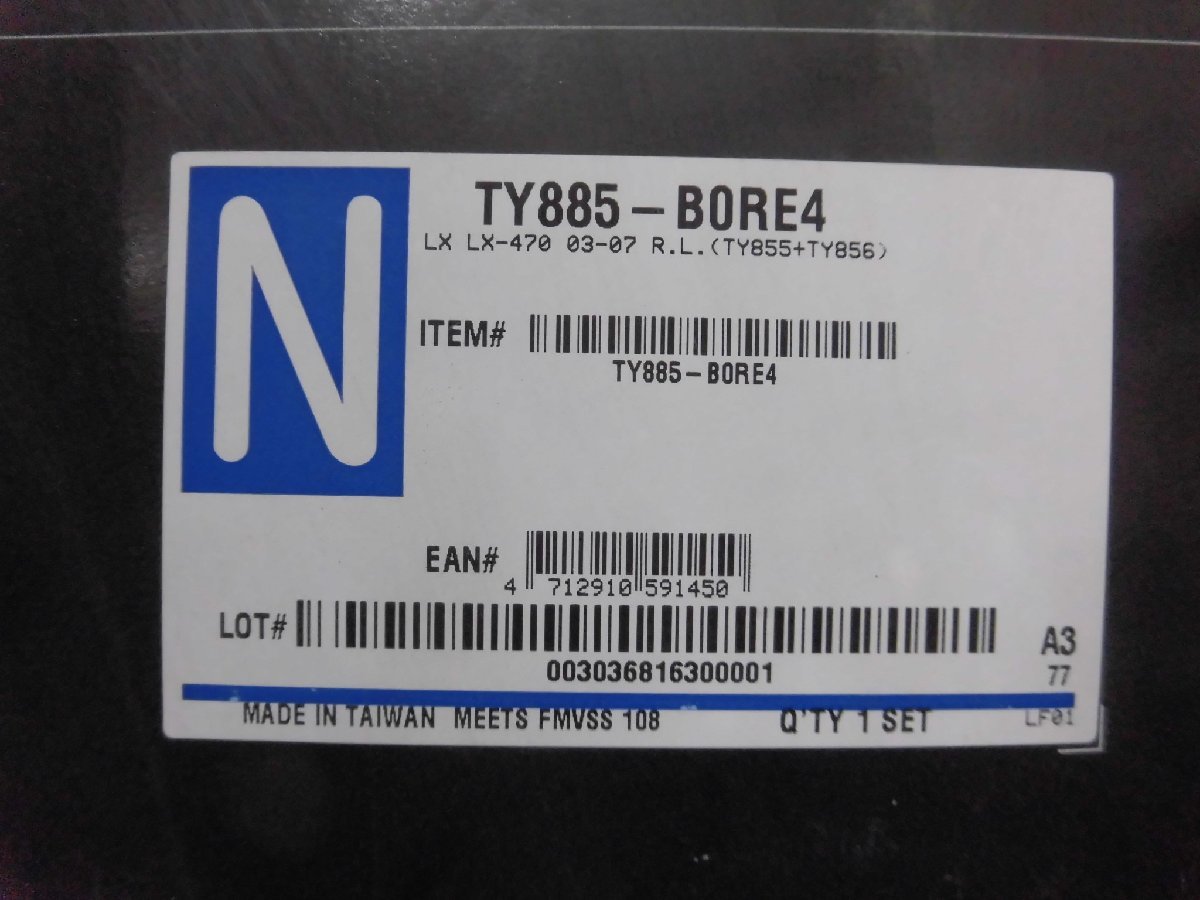 N
TY885-B0RE4
LX LX-470 03-07 R.L.(TY855+TY856)
ITEM#
TY885-B0RE4
EAN#
4 712910 591450
LOT#
003036816300001
A3
77
MADE IN TAIWAN MEETS FMVSS 108 Q'TY 1 SET LF01